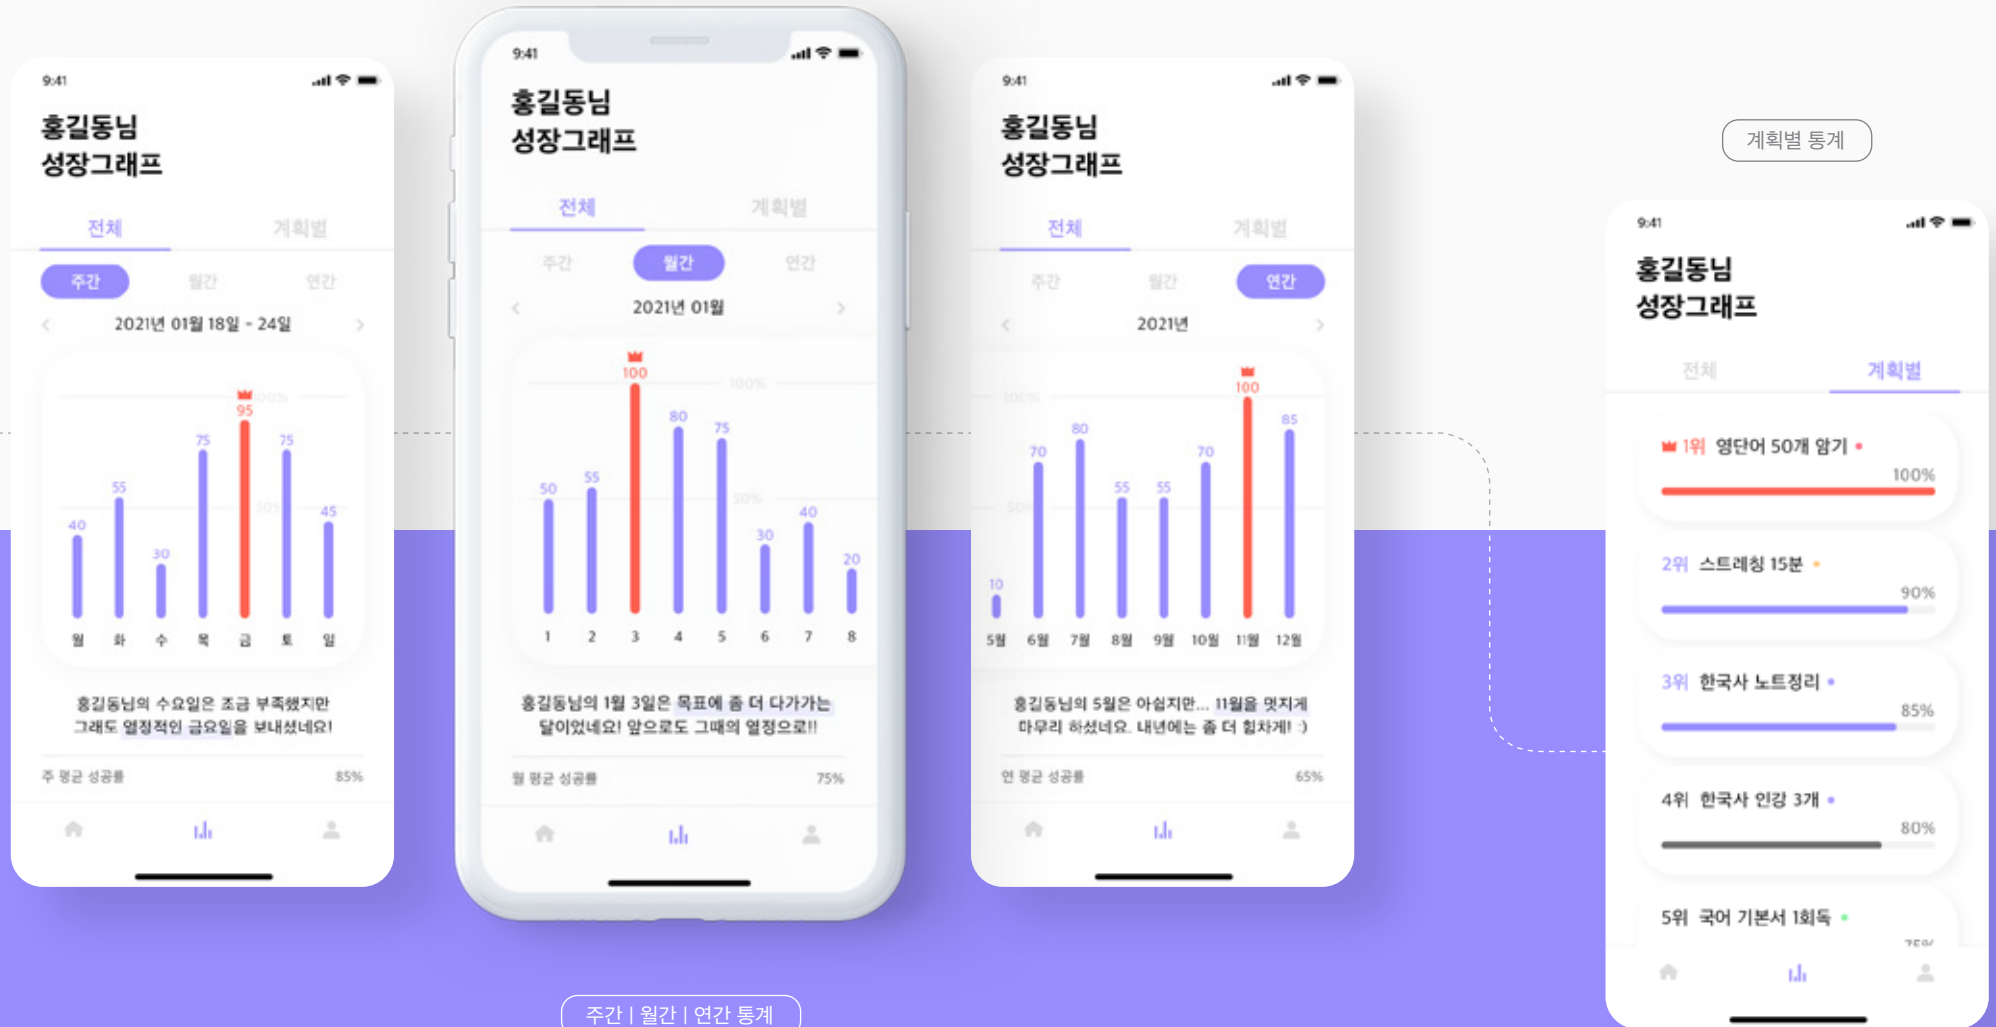 9:41
홍길동님
성장그래프
전체 계획별
주간 월간 연간
< 2021년 01월 18일 - 24일 >
100%
50%
40 55 30 75 95 75 45
월 화 수 목 금 토 일
홍길동님의 수요일은 조금 부족했지만
그래도 열정적인 금요일을 보내셨네요!
주 평균 성공률 85%
9:41
홍길동님
성장그래프
전체 계획별
주간 월간 연간
< 2021년 01월 >
100%
50%
50 55 100 80 75 30 40 20
1 2 3 4 5 6 7 8
홍길동님의 1월 3일은 목표에 좀 더 다가가는
달이었네요! 앞으로도 그때의 열정으로!!
월 평균 성공률 75%
9:41
홍길동님
성장그래프
전체 계획별
주간 월간 연간
< 2021년 >
100%
50%
10 70 80 55 55 70 100 85
5월 6월 7월 8월 9월 10월 11월 12월
홍길동님의 5월은 아쉽지만... 11월을 멋지게
마무리 하셨네요. 내년에는 좀 더 힘차게! :)
연 평균 성공률 65%
주간 | 월간 | 연간 통계
계획별 통계
9:41
홍길동님
성장그래프
전체 계획별
1위 영단어 50개 암기
100%
2위 스트레칭 15분
90%
3위 한국사 노트정리
85%
4위 한국사 인강 3개
80%
5위 국어 기본서 1회독
75%